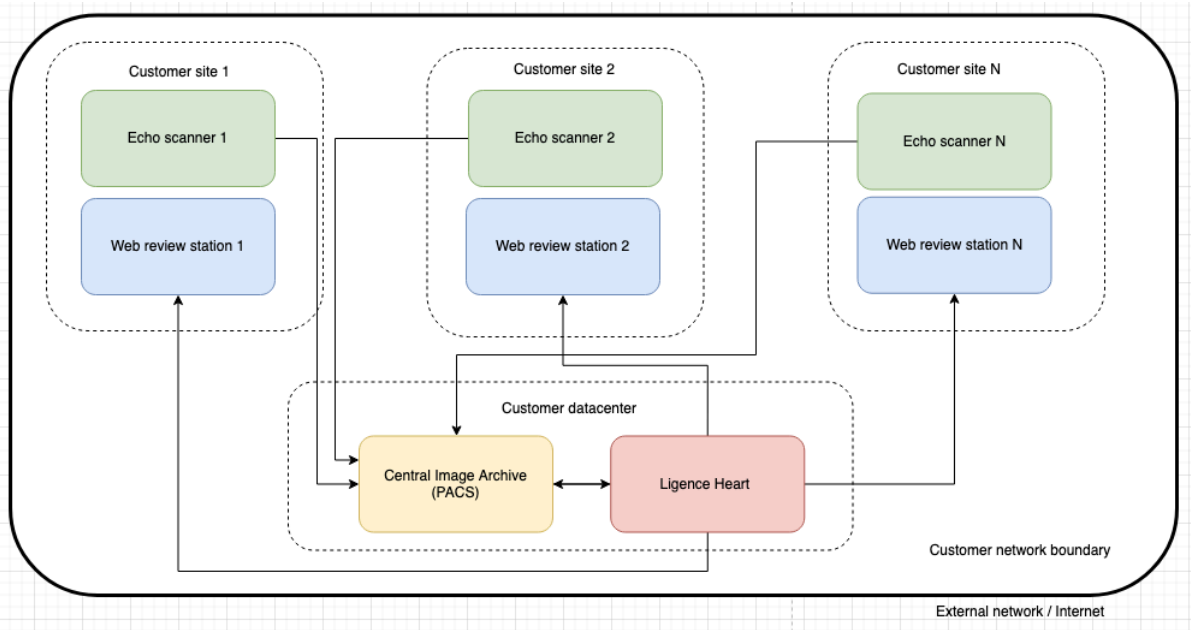 Customer site 1
Customer site 2
Customer site N
Echo scanner 1
Echo scanner 2
Echo scanner N
Web review station 1
Web review station 2
Web review station N
Customer datacenter
Central Image Archive
(PACS)
Ligence Heart
Customer network boundary
External network / Internet